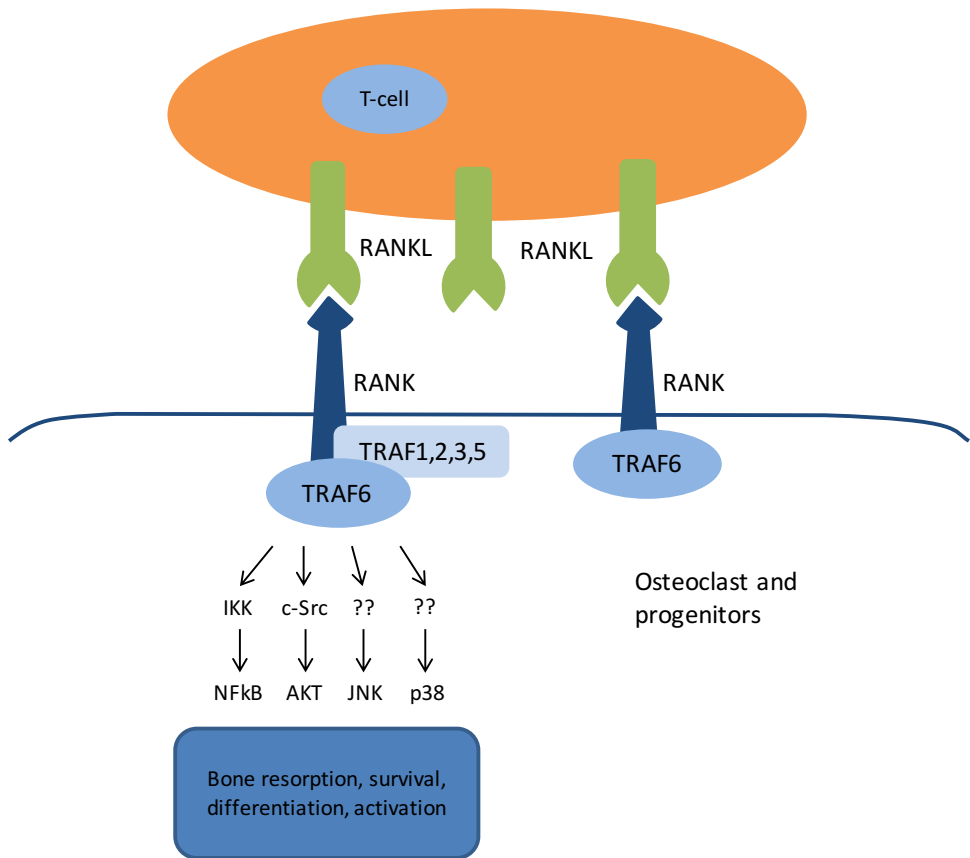 T-cell
RANKL
RANKL
RANK
RANK
TRAF1,2,3,5
TRAF6
TRAF6
Osteoclast and
progenitors
IKK c-Src ?? ??
NFkB AKT JNK p38
Bone resorption, survival,
differentiation, activation